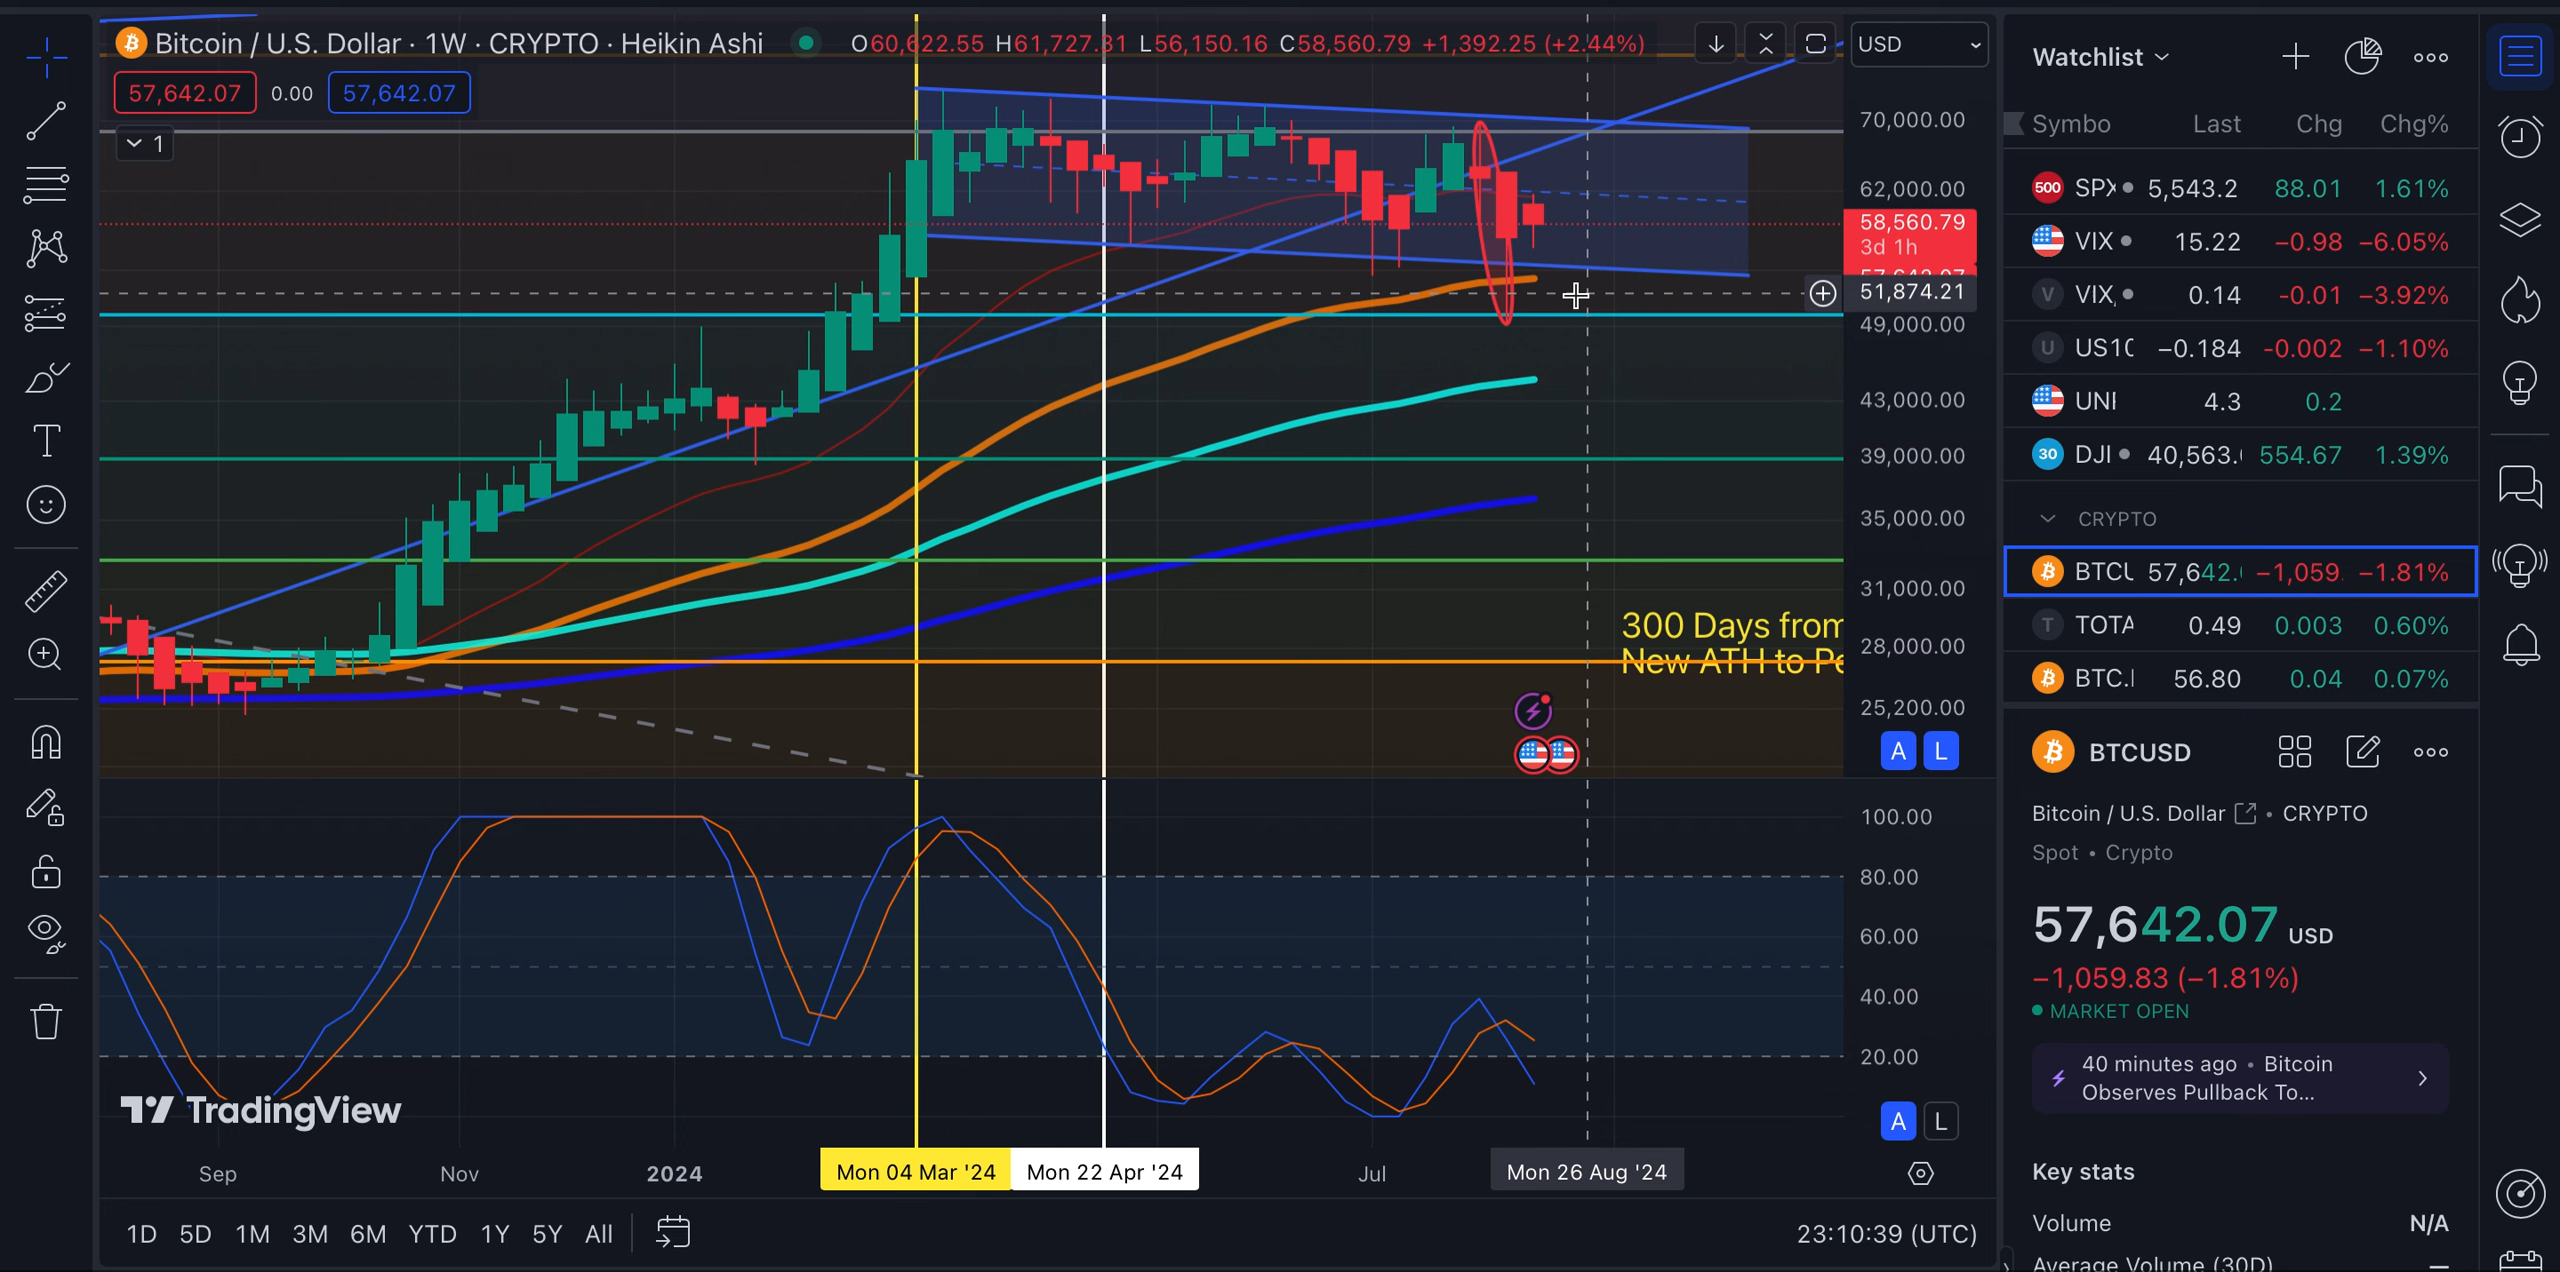 Bitcoin / U.S. Dollar · 1W · CRYPTO · Heikin Ashi O60,622.55 H61,727.31 L56,150.16 C58,560.79 +1,392.25 (+2.44%)
57,642.07 0.00 57,642.07
1
USD
70,000.00
62,000.00
58,560.79
3d 1h
51,874.21
49,000.00
43,000.00
39,000.00
35,000.00
31,000.00
28,000.00
25,200.00
A L
300 Days from
New ATH to Pe
100.00
80.00
60.00
40.00
20.00
A L
TradingView
Sep Nov 2024 Mon 04 Mar '24 Mon 22 Apr '24 Jul Mon 26 Aug '24
1D 5D 1M 3M 6M YTD 1Y 5Y All 23:10:39 (UTC)
Watchlist
Symbo Last Chg Chg%
500 SPX 5,543.2 88.01 1.61%
VIX 15.22 −0.98 −6.05%
V VIX, 0.14 −0.01 −3.92%
U US1 −0.184 −0.002 −1.10%
UNI 4.3 0.2
30 DJI 40,563. 554.67 1.39%
CRYPTO
BTCU 57,642. −1,059. −1.81%
T TOTA 0.49 0.003 0.60%
BTC. 56.80 0.04 0.07%
BTCUSD
Bitcoin / U.S. Dollar • CRYPTO
Spot • Crypto
57,642.07 USD
−1,059.83 (−1.81%)
MARKET OPEN
40 minutes ago • Bitcoin
Observes Pullback To...
Key stats
Volume N/A
Average Volume (30D) —